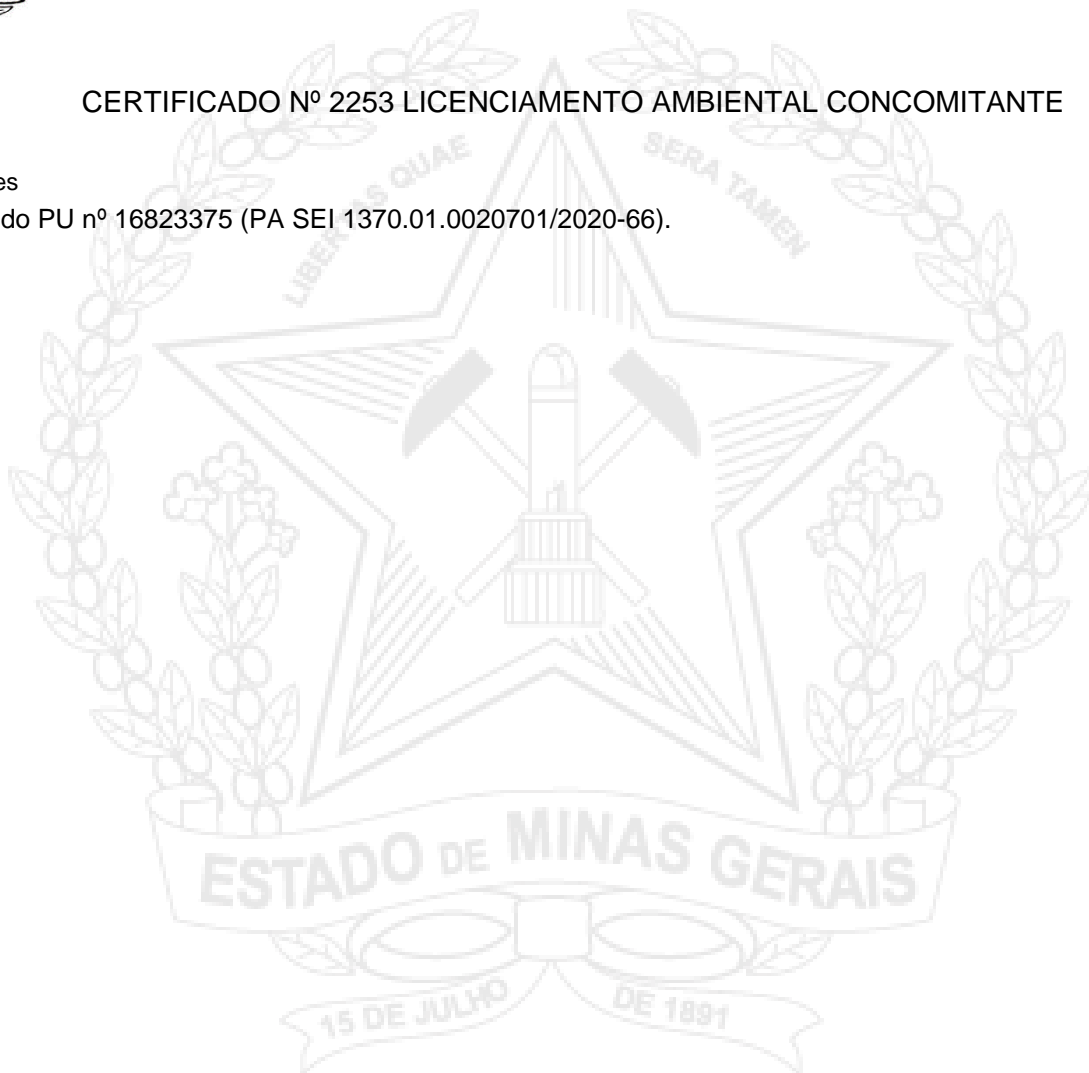 CERTIFICADO Nº 2253 LICENCIAMENTO AMBIENTAL CONCOMITANTE
es
do PU nº 16823375 (PA SEI 1370.01.0020701/2020-66).
LIBERTAS QUAE SERA TAMEN
ESTADO DE MINAS GERAIS
15 DE JULHO DE 1891